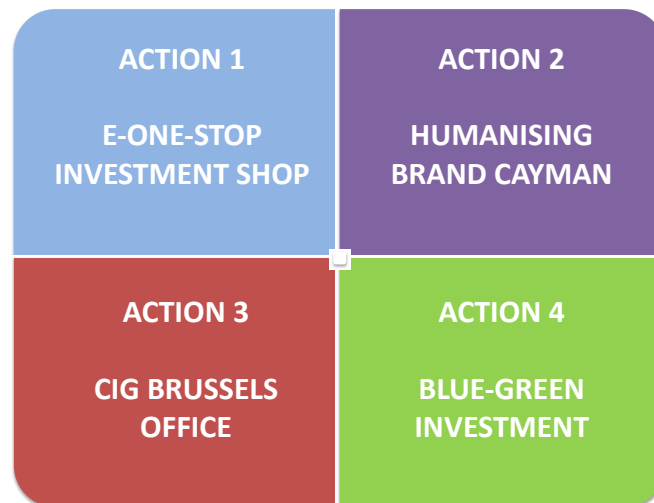 ACTION 1
E-ONE-STOP
INVESTMENT SHOP
ACTION 2
HUMANISING
BRAND CAYMAN
ACTION 3
CIG BRUSSELS
OFFICE
ACTION 4
BLUE-GREEN
INVESTMENT